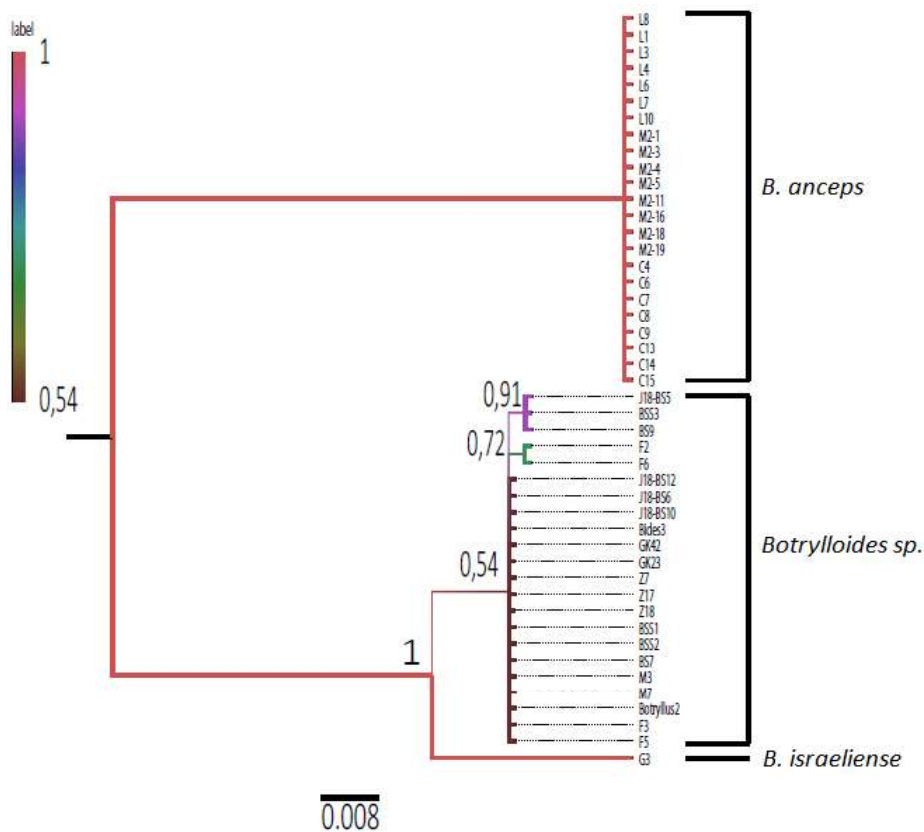 label
1
0,54
L8
L1
L3
L4
L6
L7
L10
M2-1
M2-3
M2-4
M2-5
M2-11
M2-16
M2-18
M2-19
C4
C6
C7
C8
C9
C13
C14
C15
B. anceps
0,91
0,72
0,54
1
J18-BS5
BSS3
BS9
F2
F6
J18-BS12
J18-BS6
J18-BS10
Bides3
GK42
GK23
Z7
Z17
Z18
BSS1
BSS2
BS7
M3
M7
Botryllus2
F3
F5
Botrylloides sp.
G3
B. israeliense
0.008